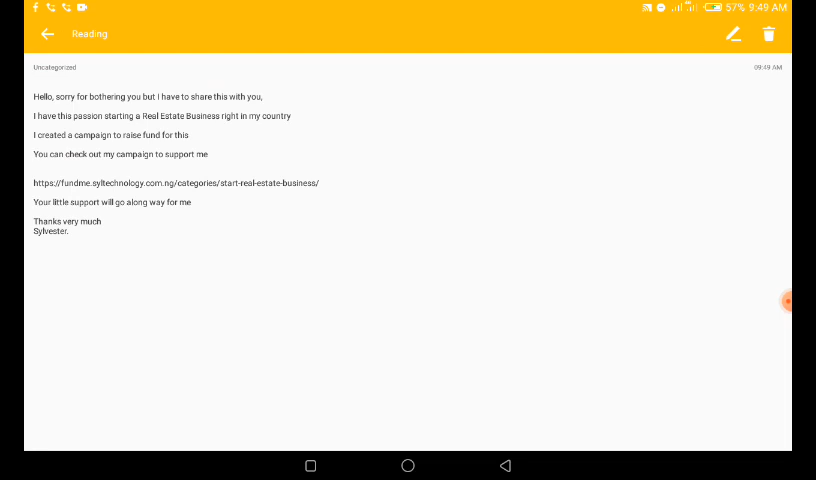 57% 9:49 AM
Reading
Uncategorized
09:49 AM
Hello, sorry for bothering you but I have to share this with you,
I have this passion starting a Real Estate Business right in my country
I created a campaign to raise fund for this
You can check out my campaign to support me
https://fundme.syltechnology.com.ng/categories/start-real-estate-business/
Your little support will go along way for me
Thanks very much
Sylvester.